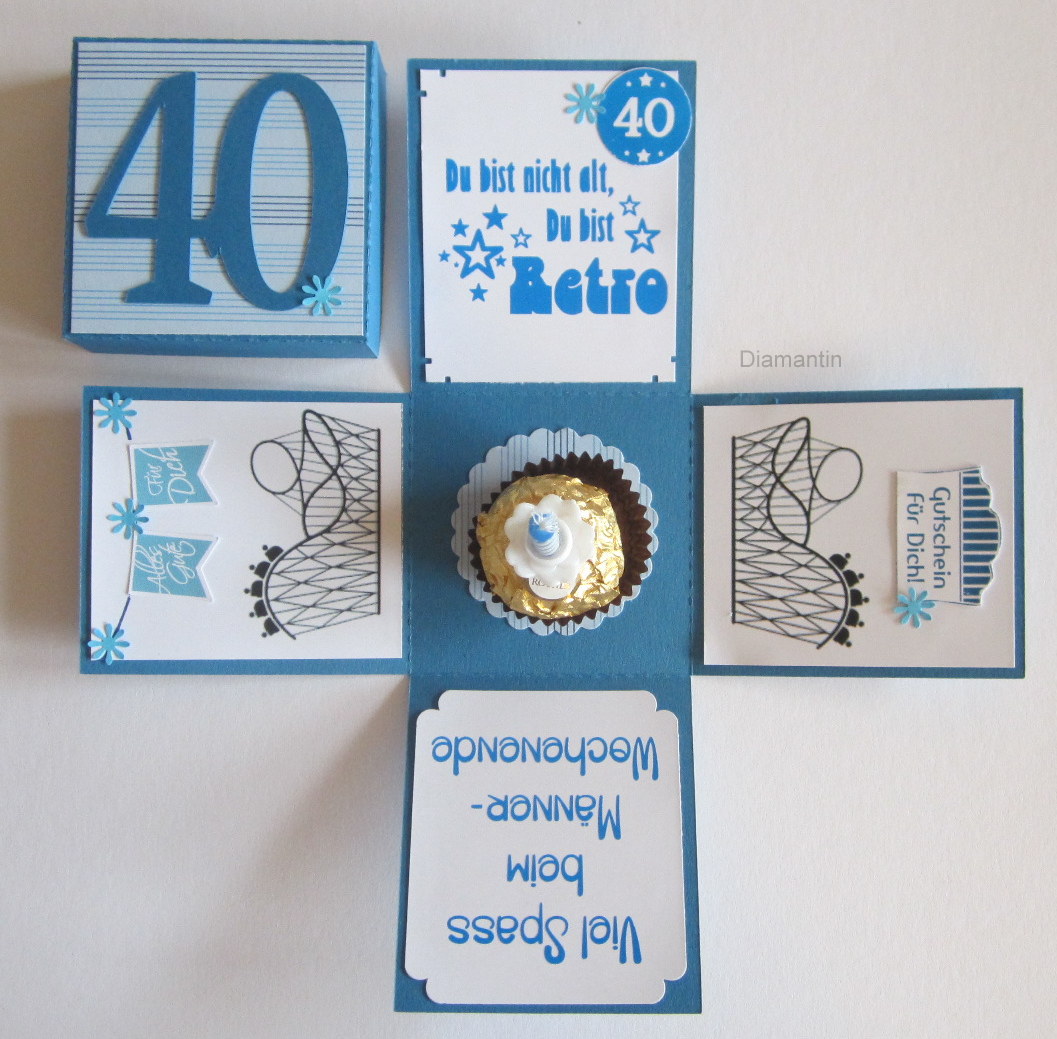 40
40
Du bist nicht alt,
Du bist
Retro
Diamantin
Für
Dich
Alles
Gute
Gutschein
für Dich!
Viel Spass
beim
Männer-
Wochenende